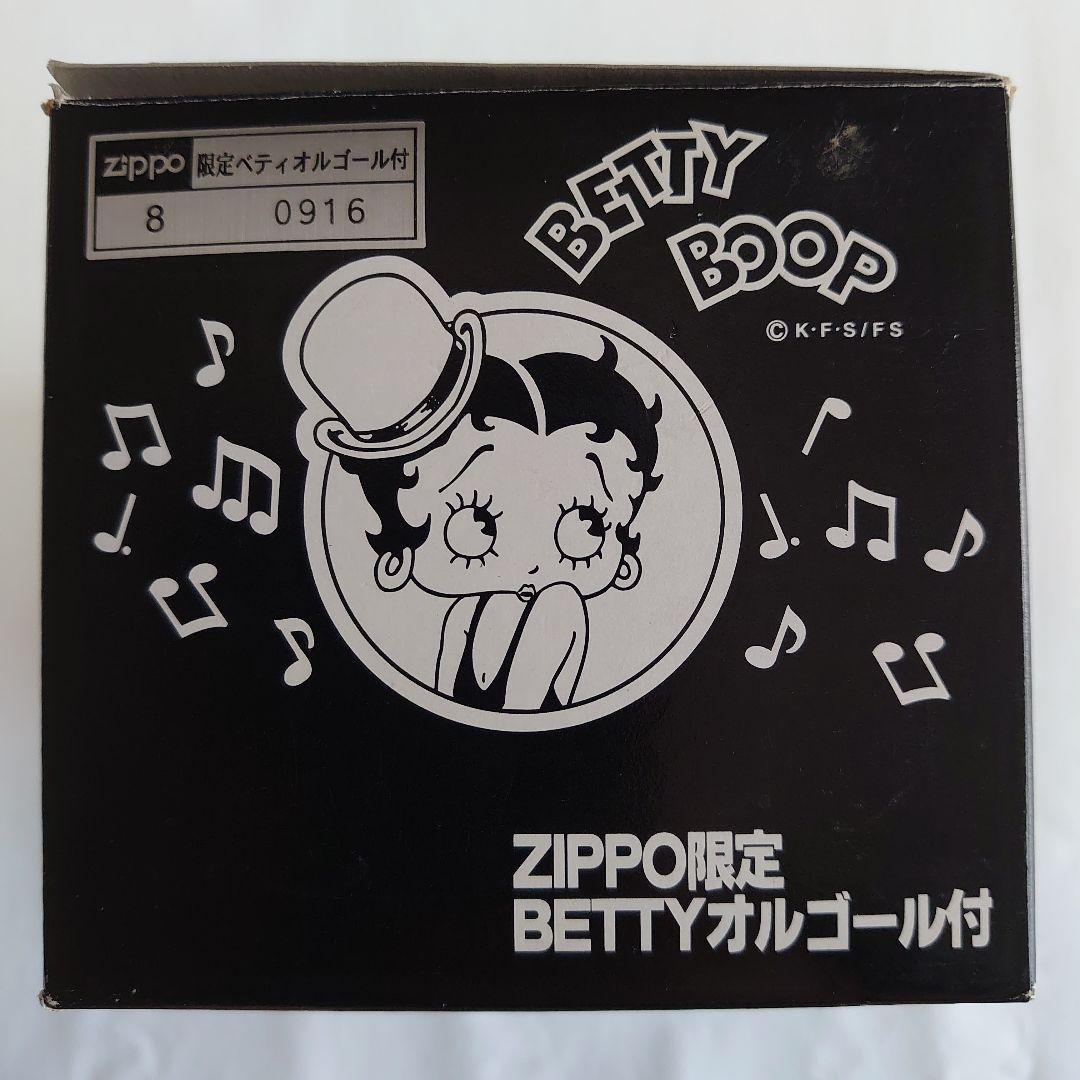 Zippo 限定ベティオルゴール付
8 0916
BETTY
BOOP
©K·F·S/FS
ZIPPO限定
BETTYオルゴール付